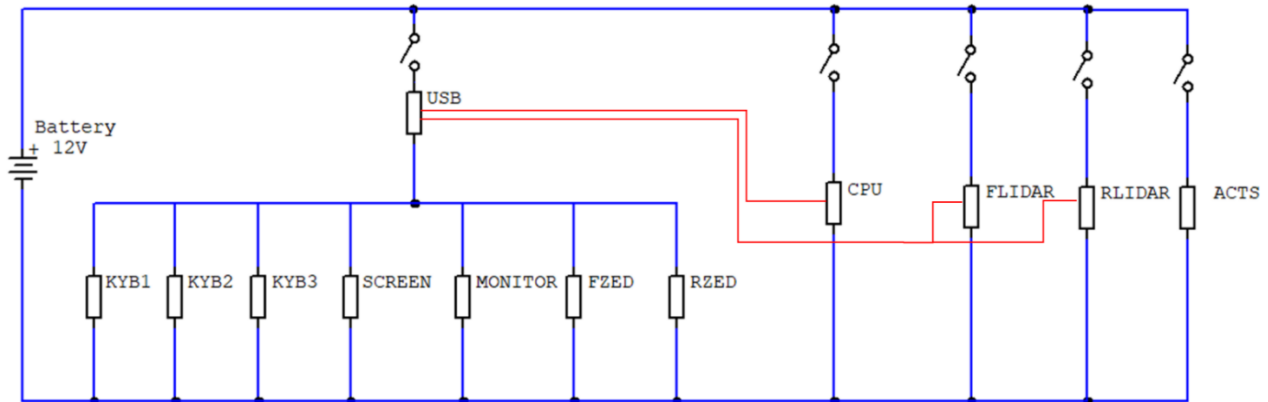 USB
Battery
+ 12V
CPU
FLIDAR
RLIDAR
ACTS
KYB1
KYB2
KYB3
SCREEN
MONITOR
FZED
RZED